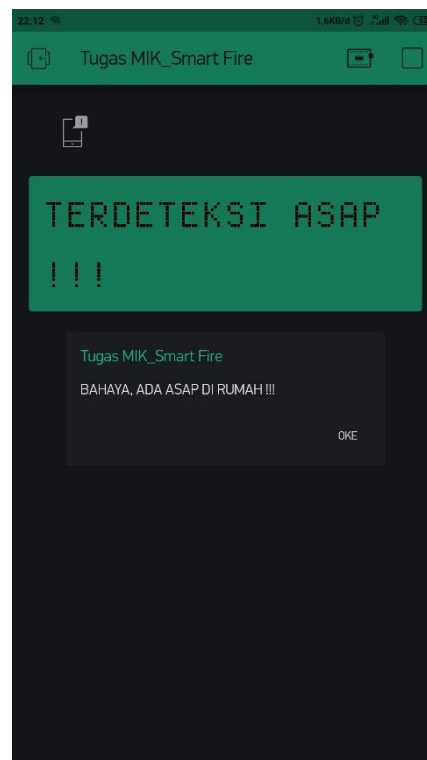 22:12
1,6KB/d
Tugas MIK_Smart Fire
TERDETEKSI ASAP
!!!
Tugas MIK_Smart Fire
BAHAYA, ADA ASAP DI RUMAH !!!
OKE